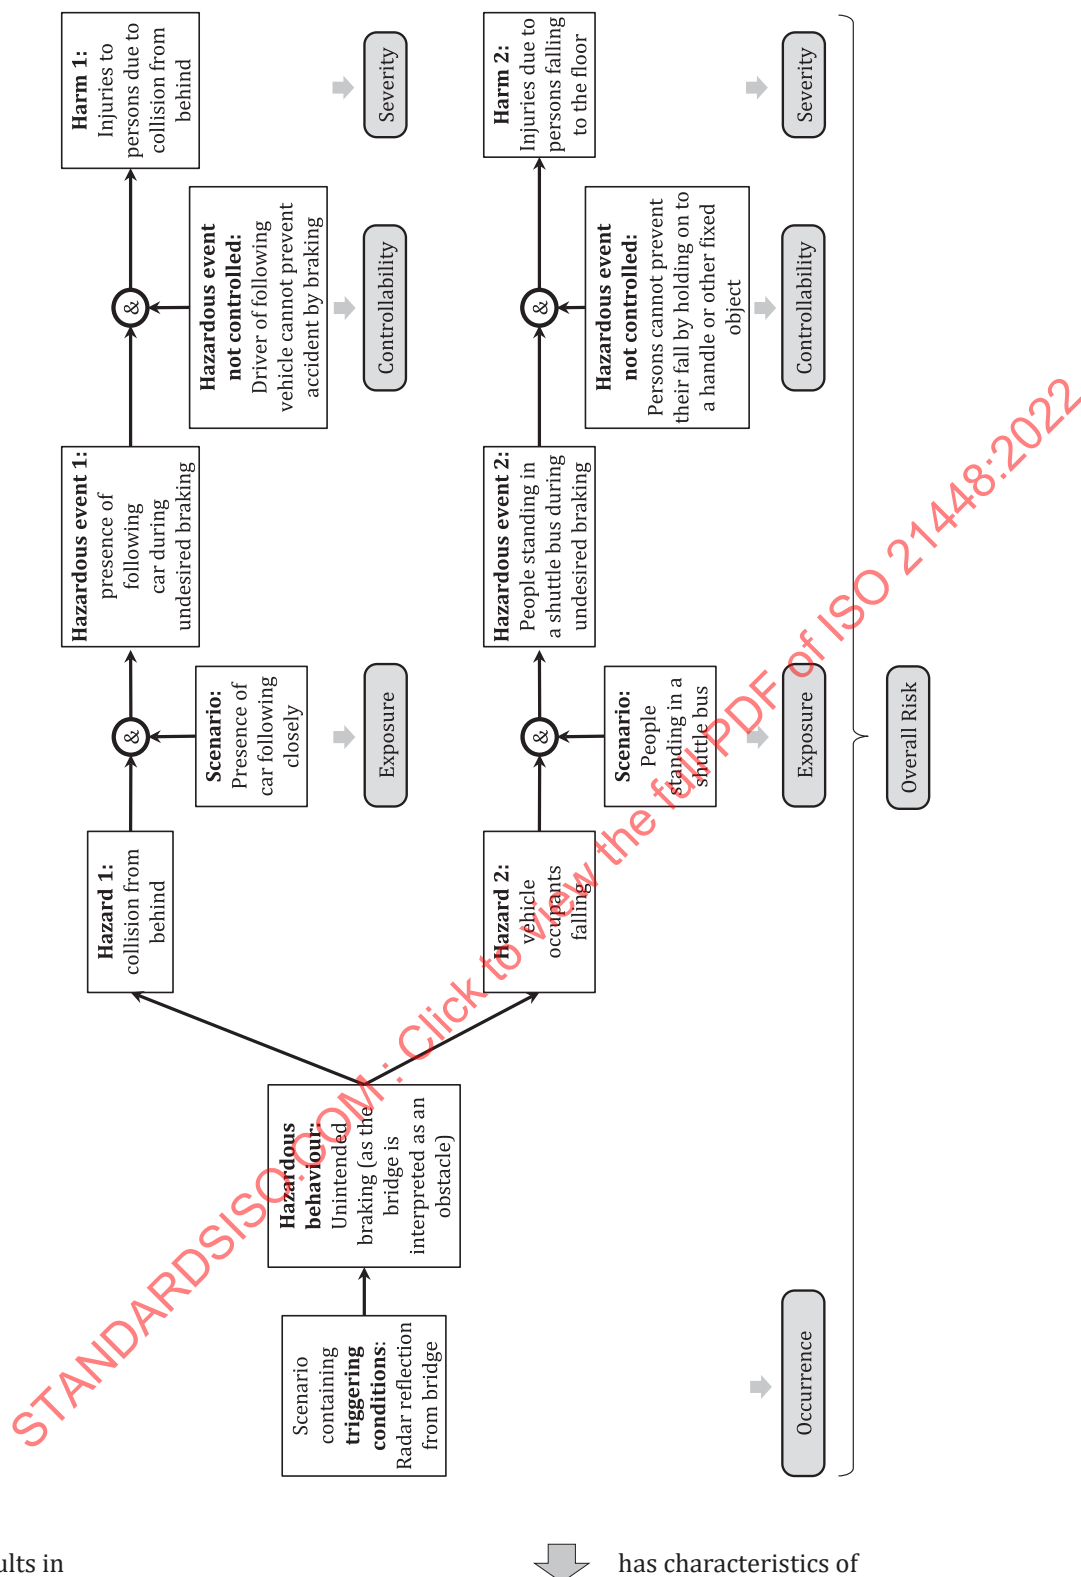 Scenario
containing
triggering
conditions:
Radar reflection
from bridge
Hazardous
behaviour:
Unintended
braking (as the
bridge is
interpreted as an
obstacle)
Hazard 1:
collision from
behind
&
Scenario:
Presence of
car following
closely
Exposure
Hazardous event 1:
presence of
following
car during
undesired braking
&
Hazardous event
not controlled:
Driver of following
vehicle cannot prevent
accident by braking
Controllability
Harm 1:
Injuries to
persons due to
collision from
behind
Severity
Hazard 2:
vehicle
occupants
falling
&
Scenario:
People
standing in a
shuttle bus
Exposure
Hazardous event 2:
People standing in
a shuttle bus during
undesired braking
&
Hazardous event
not controlled:
Persons cannot prevent
their fall by holding on to
a handle or other fixed
object
Controllability
Harm 2:
Injuries due to
persons falling
to the floor
Severity
Occurrence
Overall Risk
STANDARDSISO.COM : Click to view the full PDF of ISO 21448:2022
ults in
has characteristics of